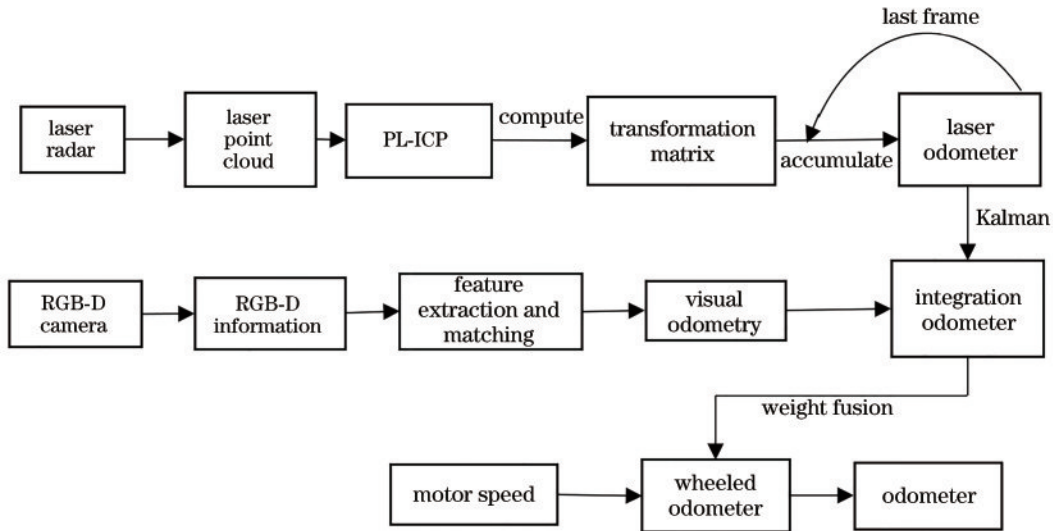 last frame
laser
radar
laser
point
cloud
PL-ICP
compute
transformation
matrix
accumulate
laser
odometer
Kalman
RGB-D
camera
RGB-D
information
feature
extraction and
matching
visual
odometry
integration
odometer
weight fusion
motor speed
wheeled
odometer
odometer